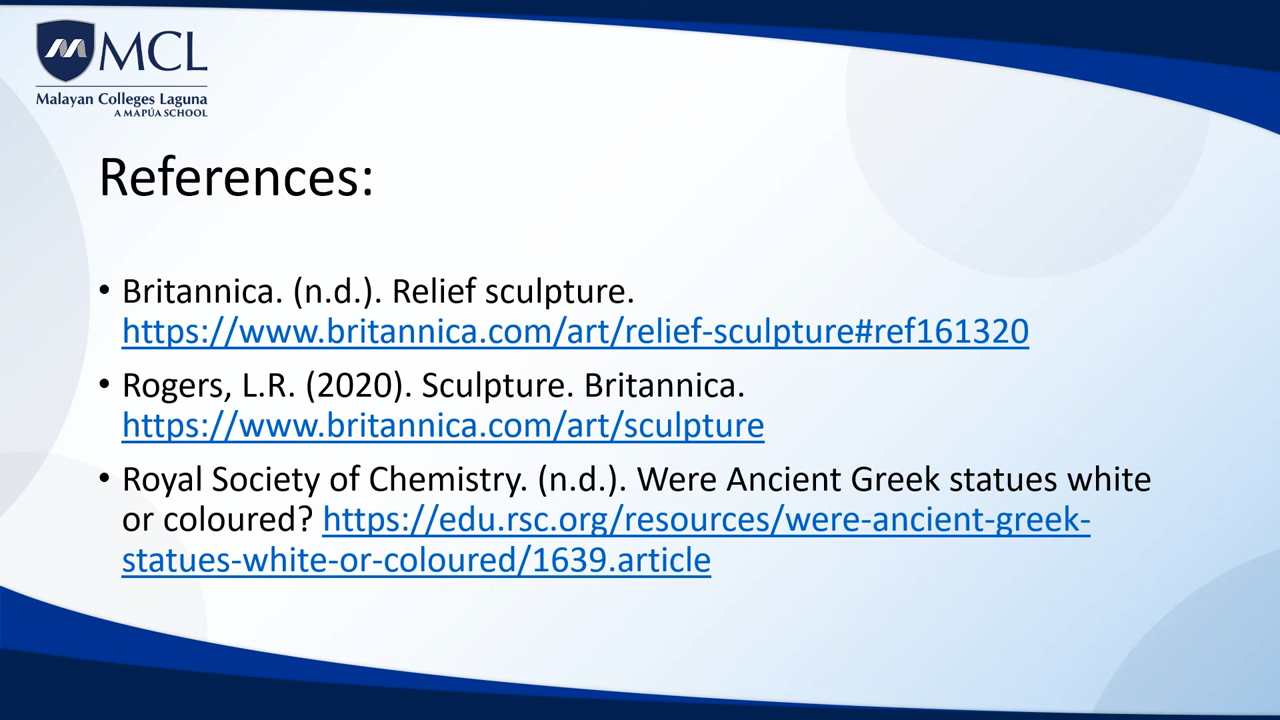 MCL
Malayan Colleges Laguna
A MAPÚA SCHOOL
References:
• Britannica. (n.d.). Relief sculpture.
https://www.britannica.com/art/relief-sculpture#ref161320
• Rogers, L.R. (2020). Sculpture. Britannica.
https://www.britannica.com/art/sculpture
• Royal Society of Chemistry. (n.d.). Were Ancient Greek statues white
or coloured? https://edu.rsc.org/resources/were-ancient-greek-
statues-white-or-coloured/1639.article